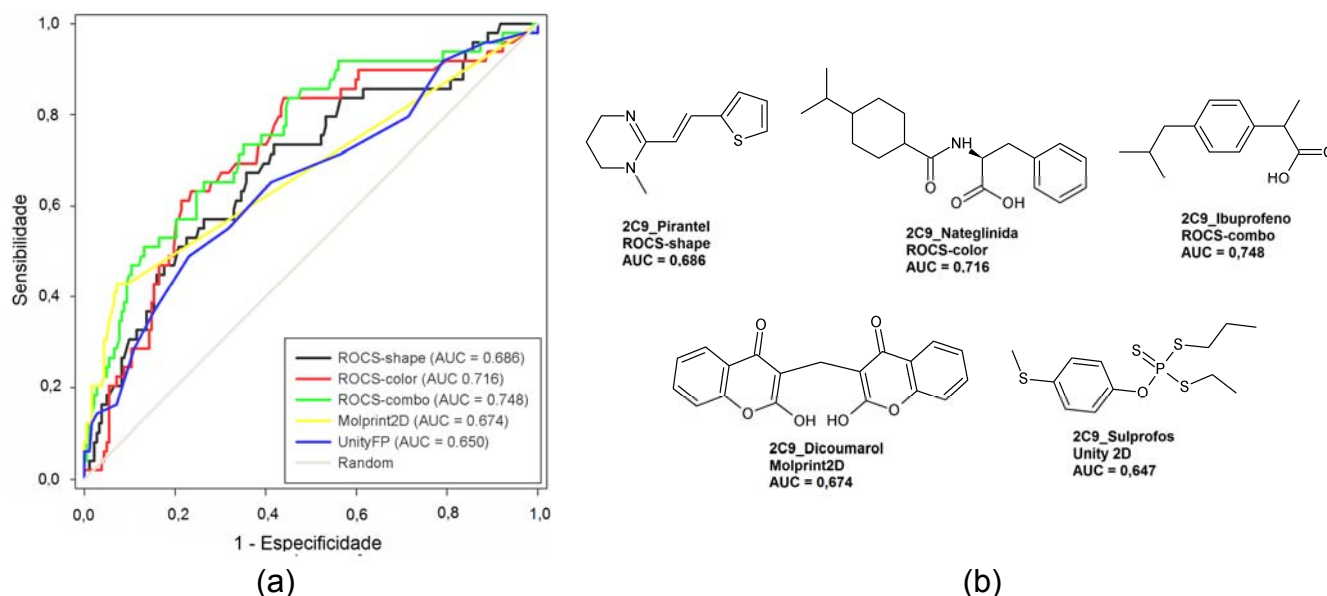 Sensibilidade
1,0
0,8
0,6
0,4
0,2
0,0
ROCS-shape (AUC = 0.686)
ROCS-color (AUC 0.716)
ROCS-combo (AUC = 0.748)
Molprint2D (AUC = 0.674)
UnityFP (AUC = 0.650)
Random
0,0 0,2 0,4 0,6 0,8 1,0
1 - Especificidade
(a)
N
N
S
2C9_Pirantel
ROCS-shape
AUC = 0,686
NH
O
O
OH
2C9_Nateglinida
ROCS-color
AUC = 0.716
O
HO
2C9_Ibuprofeno
ROCS-combo
AUC = 0,748
O
O
O
OH
HO
O
2C9_Dicoumarol
Molprint2D
AUC = 0,674
S
S
P
S
S
O
2C9_Sulprofos
Unity 2D
AUC = 0,647
(b)